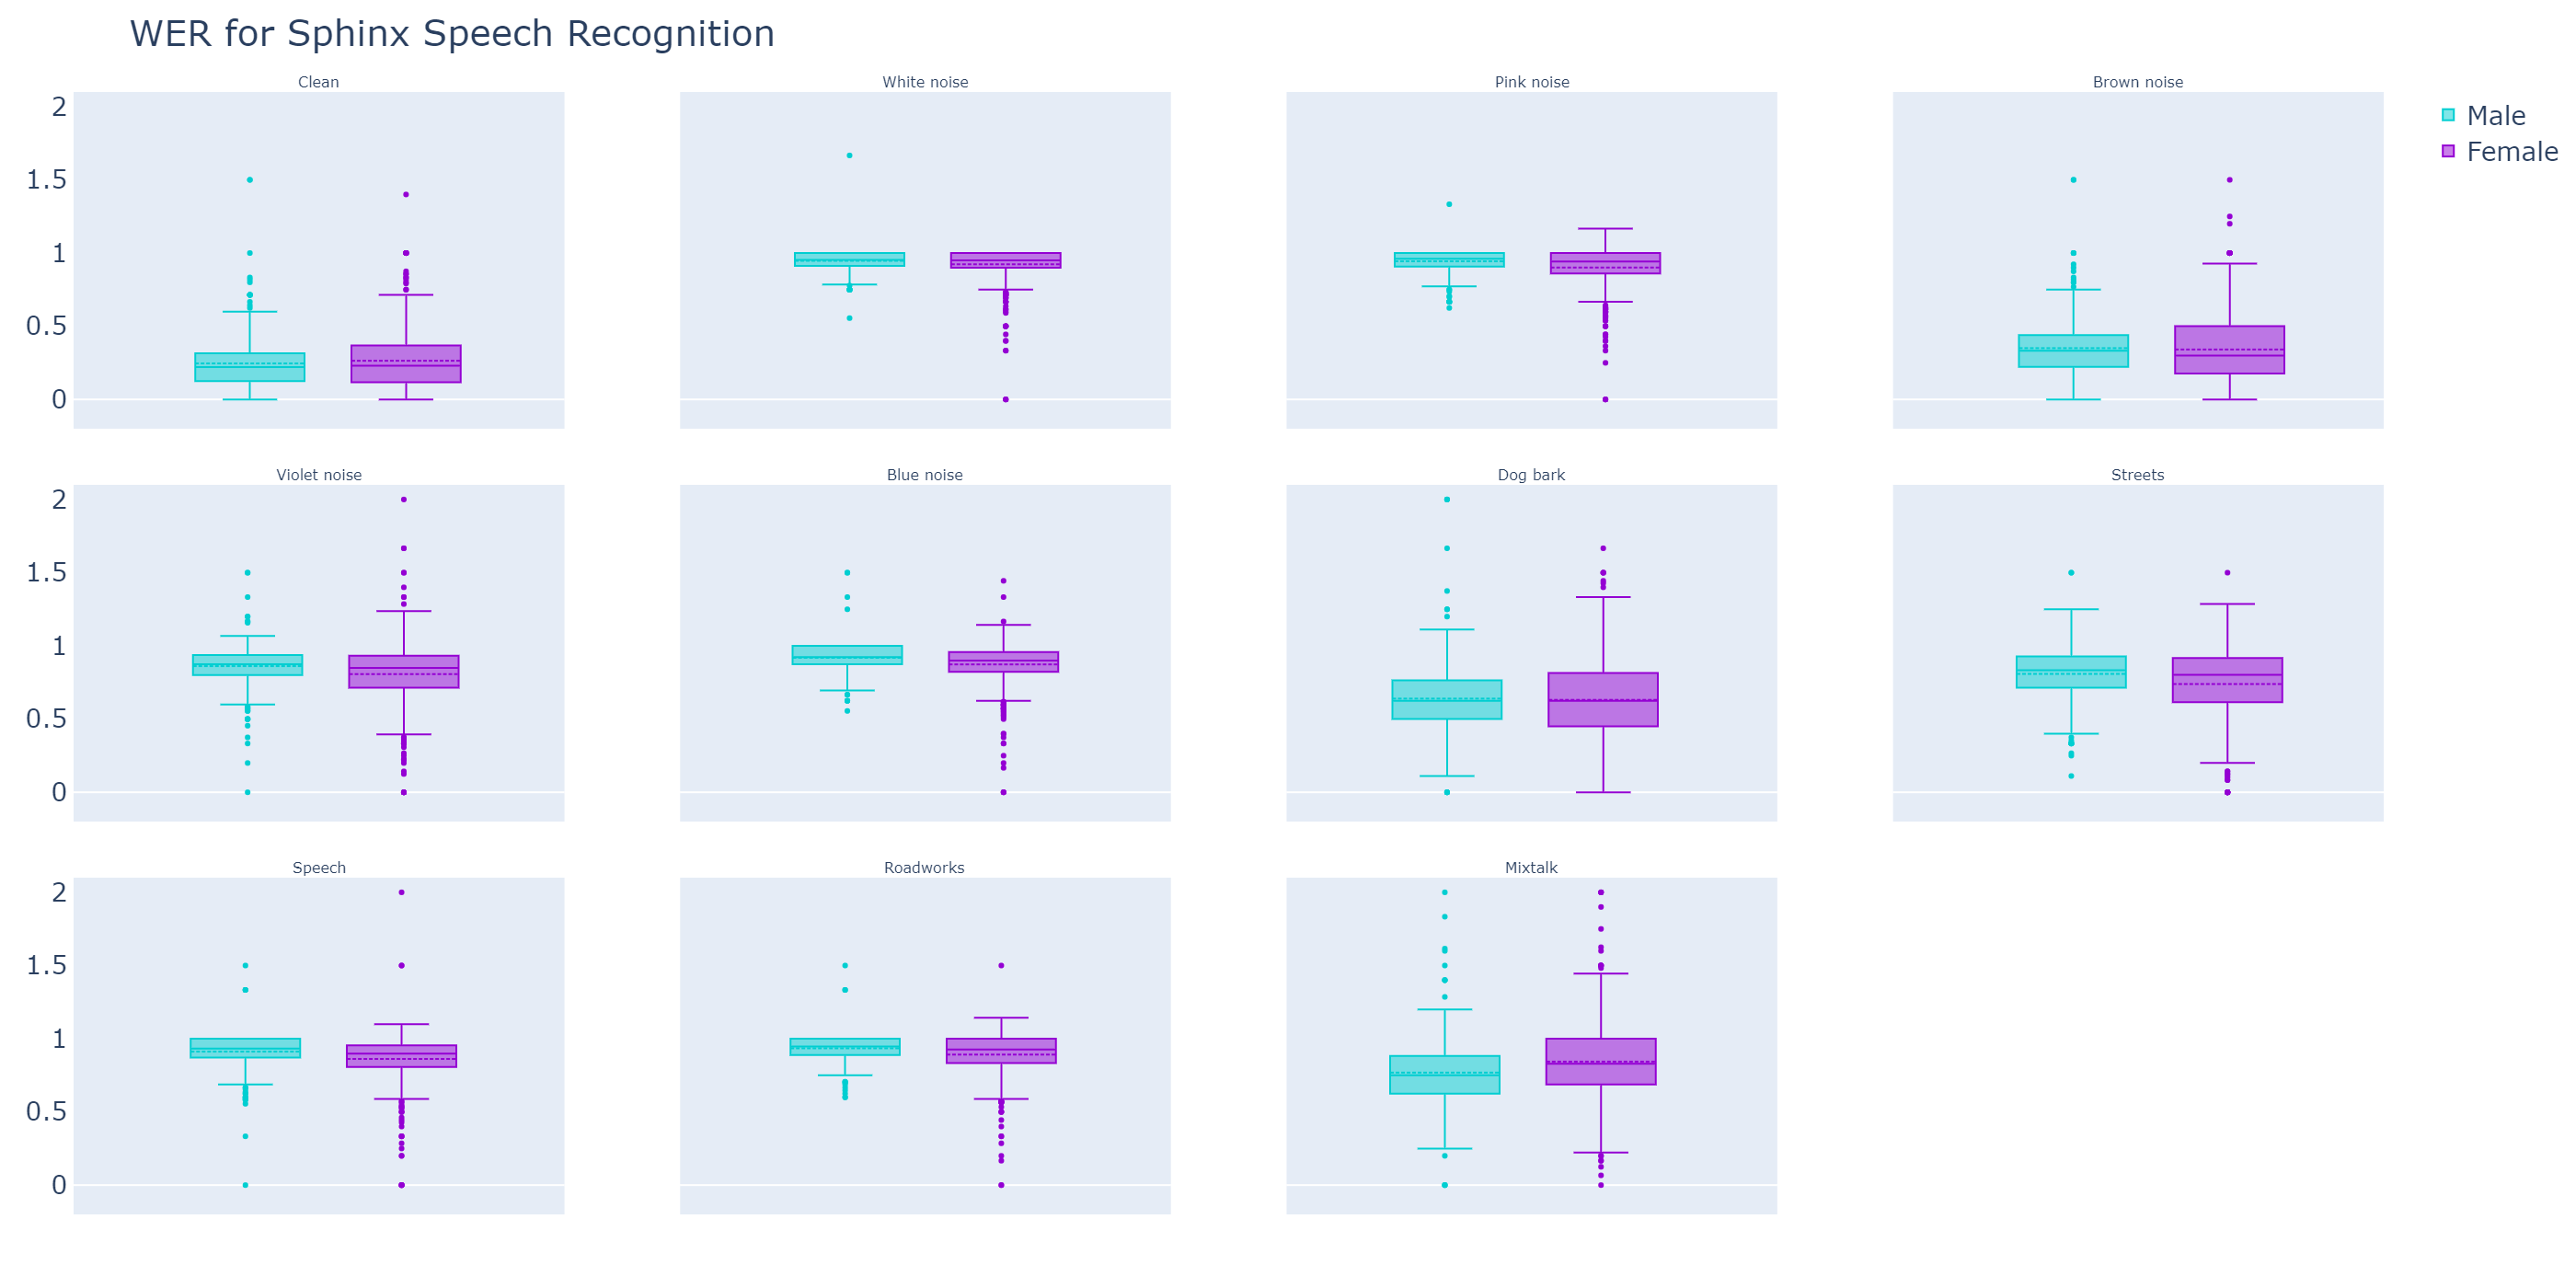 WER for Sphinx Speech Recognition
Clean
White noise
Pink noise
Brown noise
2
1.5
1
0.5
0
Male
Female
Violet noise
Blue noise
Dog bark
Streets
2
1.5
1
0.5
0
Speech
Roadworks
Mixtalk
2
1.5
1
0.5
0